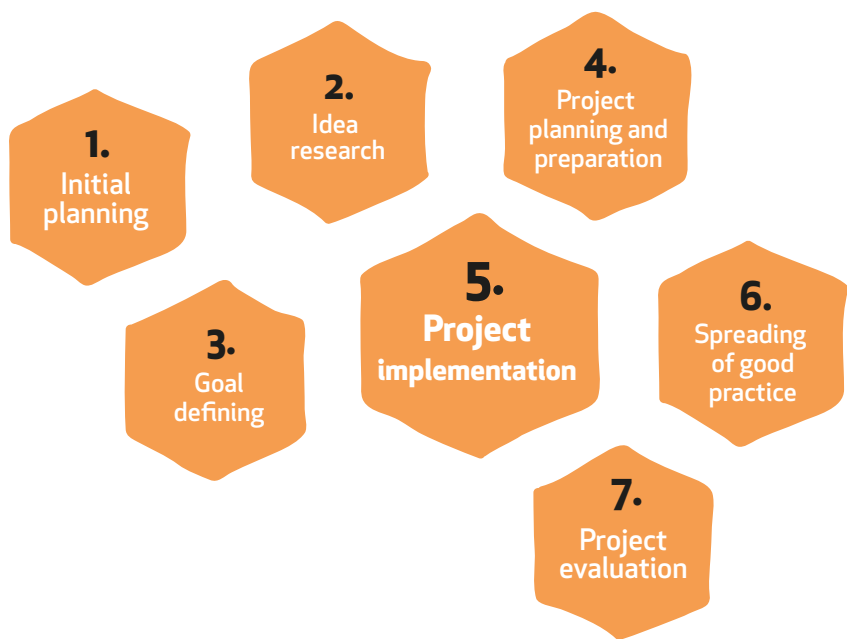 1.
Initial
planning
2.
Idea
research
3.
Goal
defining
4.
Project
planning and
preparation
5.
Project
implementation
6.
Spreading
of good
practice
7.
Project
evaluation